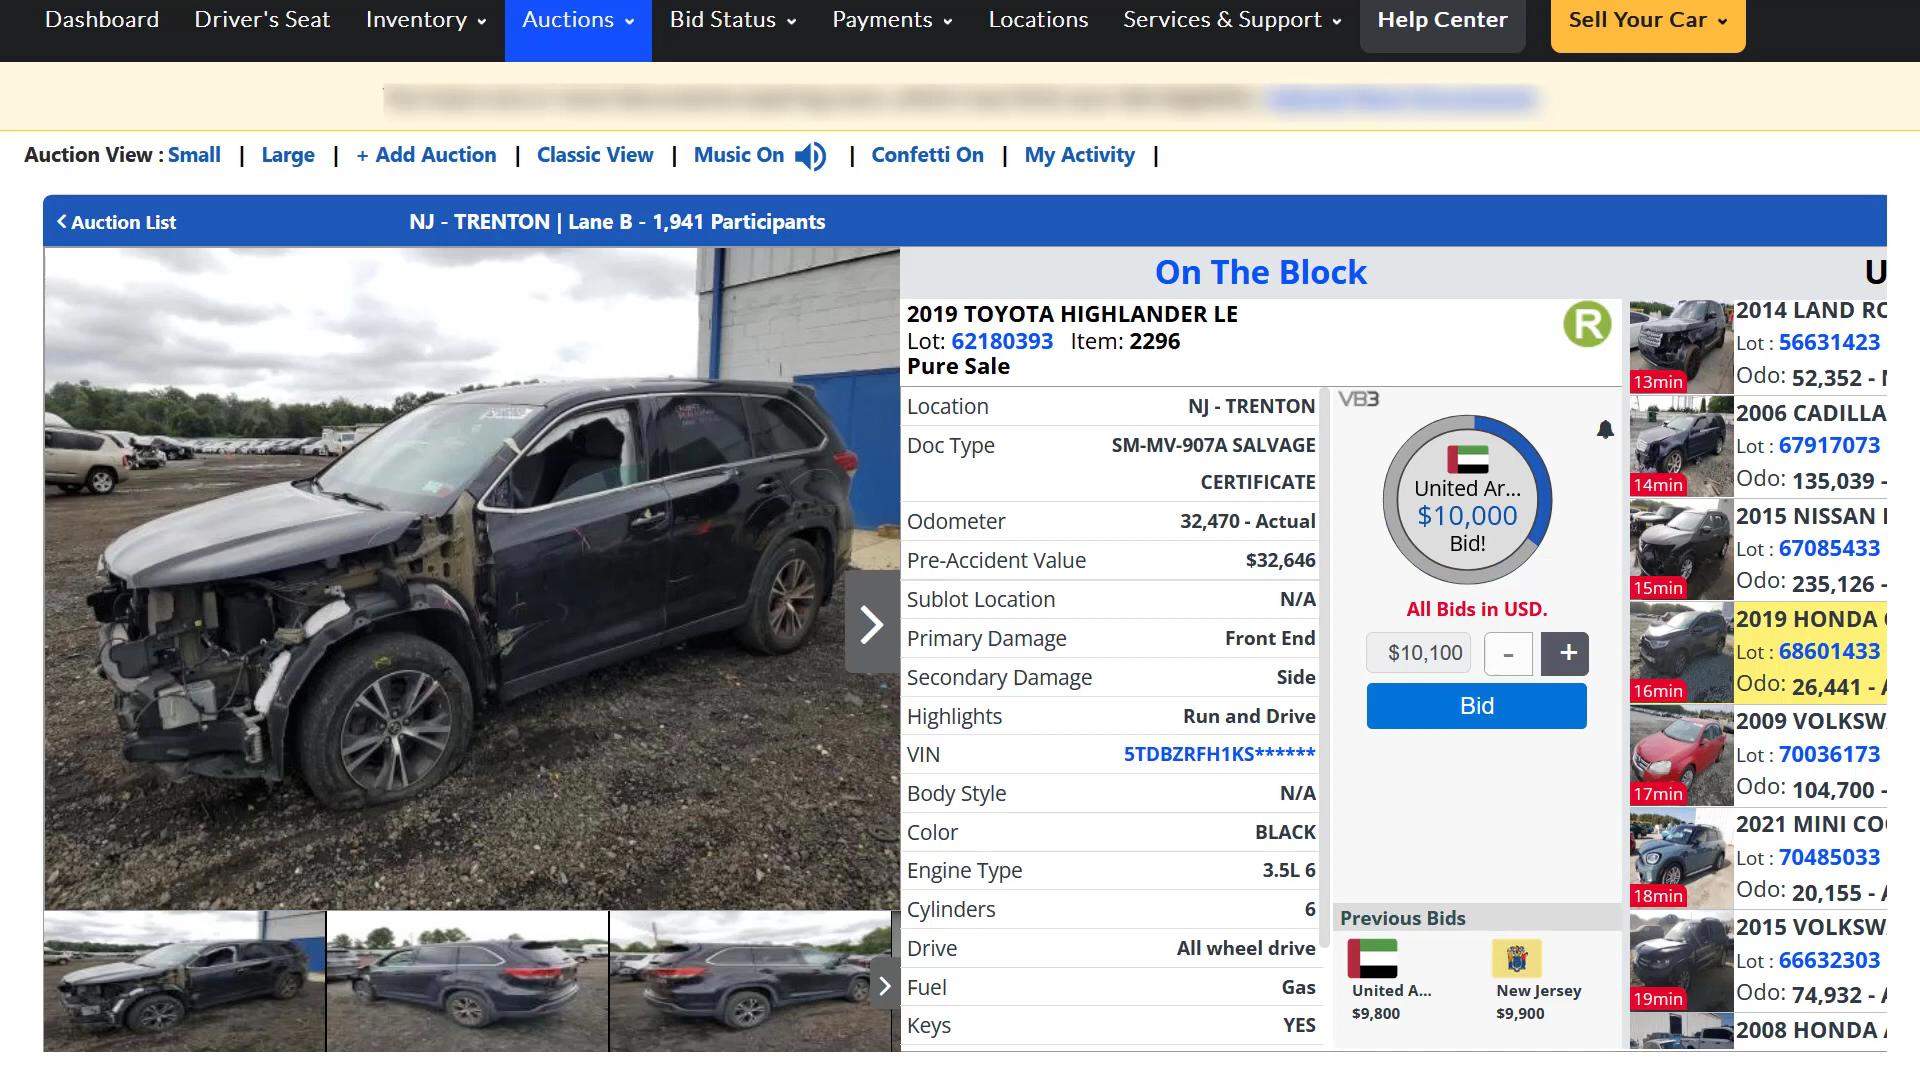 Dashboard Driver's Seat Inventory Auctions Bid Status Payments Locations Services & Support Help Center Sell Your Car
Auction View : Small | Large | + Add Auction | Classic View | Music On | Confetti On | My Activity |
Auction List NJ - TRENTON | Lane B - 1,941 Participants
On The Block
2019 TOYOTA HIGHLANDER LE
Lot: 62180393 Item: 2296
Pure Sale
R
Location NJ - TRENTON
Doc Type SM-MV-907A SALVAGE
CERTIFICATE
Odometer 32,470 - Actual
Pre-Accident Value $32,646
Sublot Location N/A
Primary Damage Front End
Secondary Damage Side
Highlights Run and Drive
VIN 5TDBZRFH1KS******
Body Style N/A
Color BLACK
Engine Type 3.5L 6
Cylinders 6
Drive All wheel drive
Fuel Gas
Keys YES
VB3
United Ar...
$10,000
Bid!
All Bids in USD.
$10,100 - +
Bid
Previous Bids
United A... New Jersey
$9,800 $9,900
U
2014 LAND RO
Lot : 56631423
13min Odo: 52,352 -
2006 CADILLA
Lot : 67917073
14min Odo: 135,039 -
2015 NISSAN
Lot : 67085433
15min Odo: 235,126 -
2019 HONDA
Lot : 68601433
16min Odo: 26,441 - A
2009 VOLKSW
Lot : 70036173
17min Odo: 104,700 -
2021 MINI CO
Lot : 70485033
18min Odo: 20,155 - A
2015 VOLKSW
Lot : 66632303
19min Odo: 74,932 - A
2008 HONDA